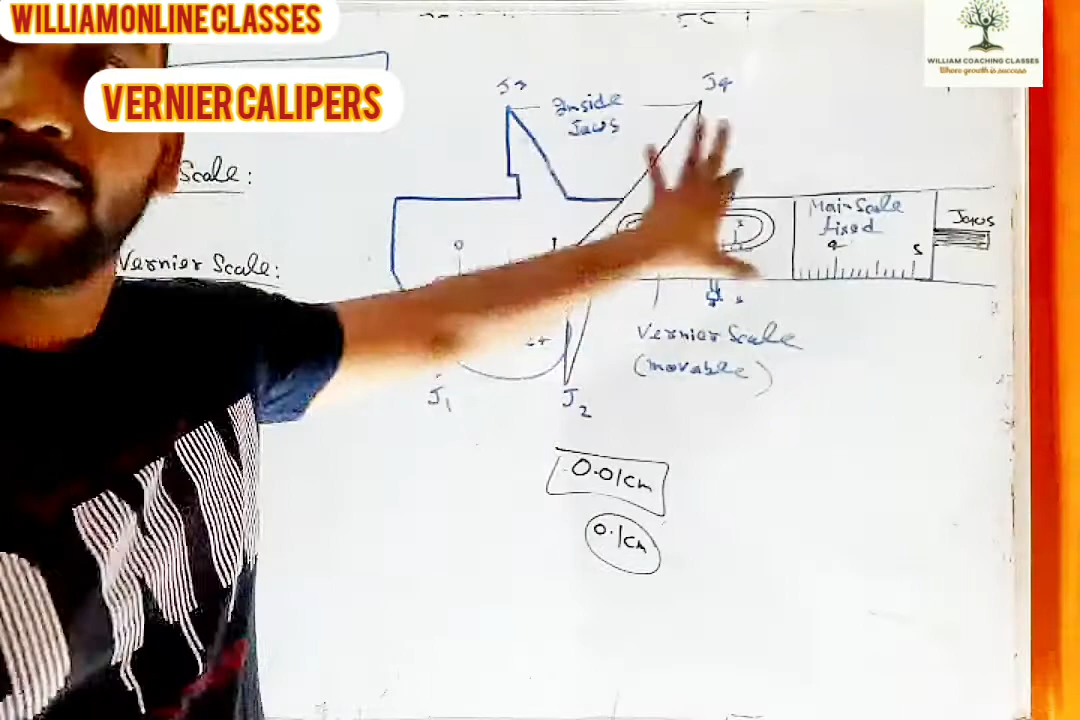 WILLIAMONLINE CLASSES
VERNIER CALIPERS
WILLIAM COACHING CLASSES
Where growth is success
J3
J4
Inside
Jaws
Scale:
Main Scale
fixed
Jaws
0
4
5
Vernier Scale:
s
Vernier Scale
(movable)
J1
J2
0.01cm
0.1cm